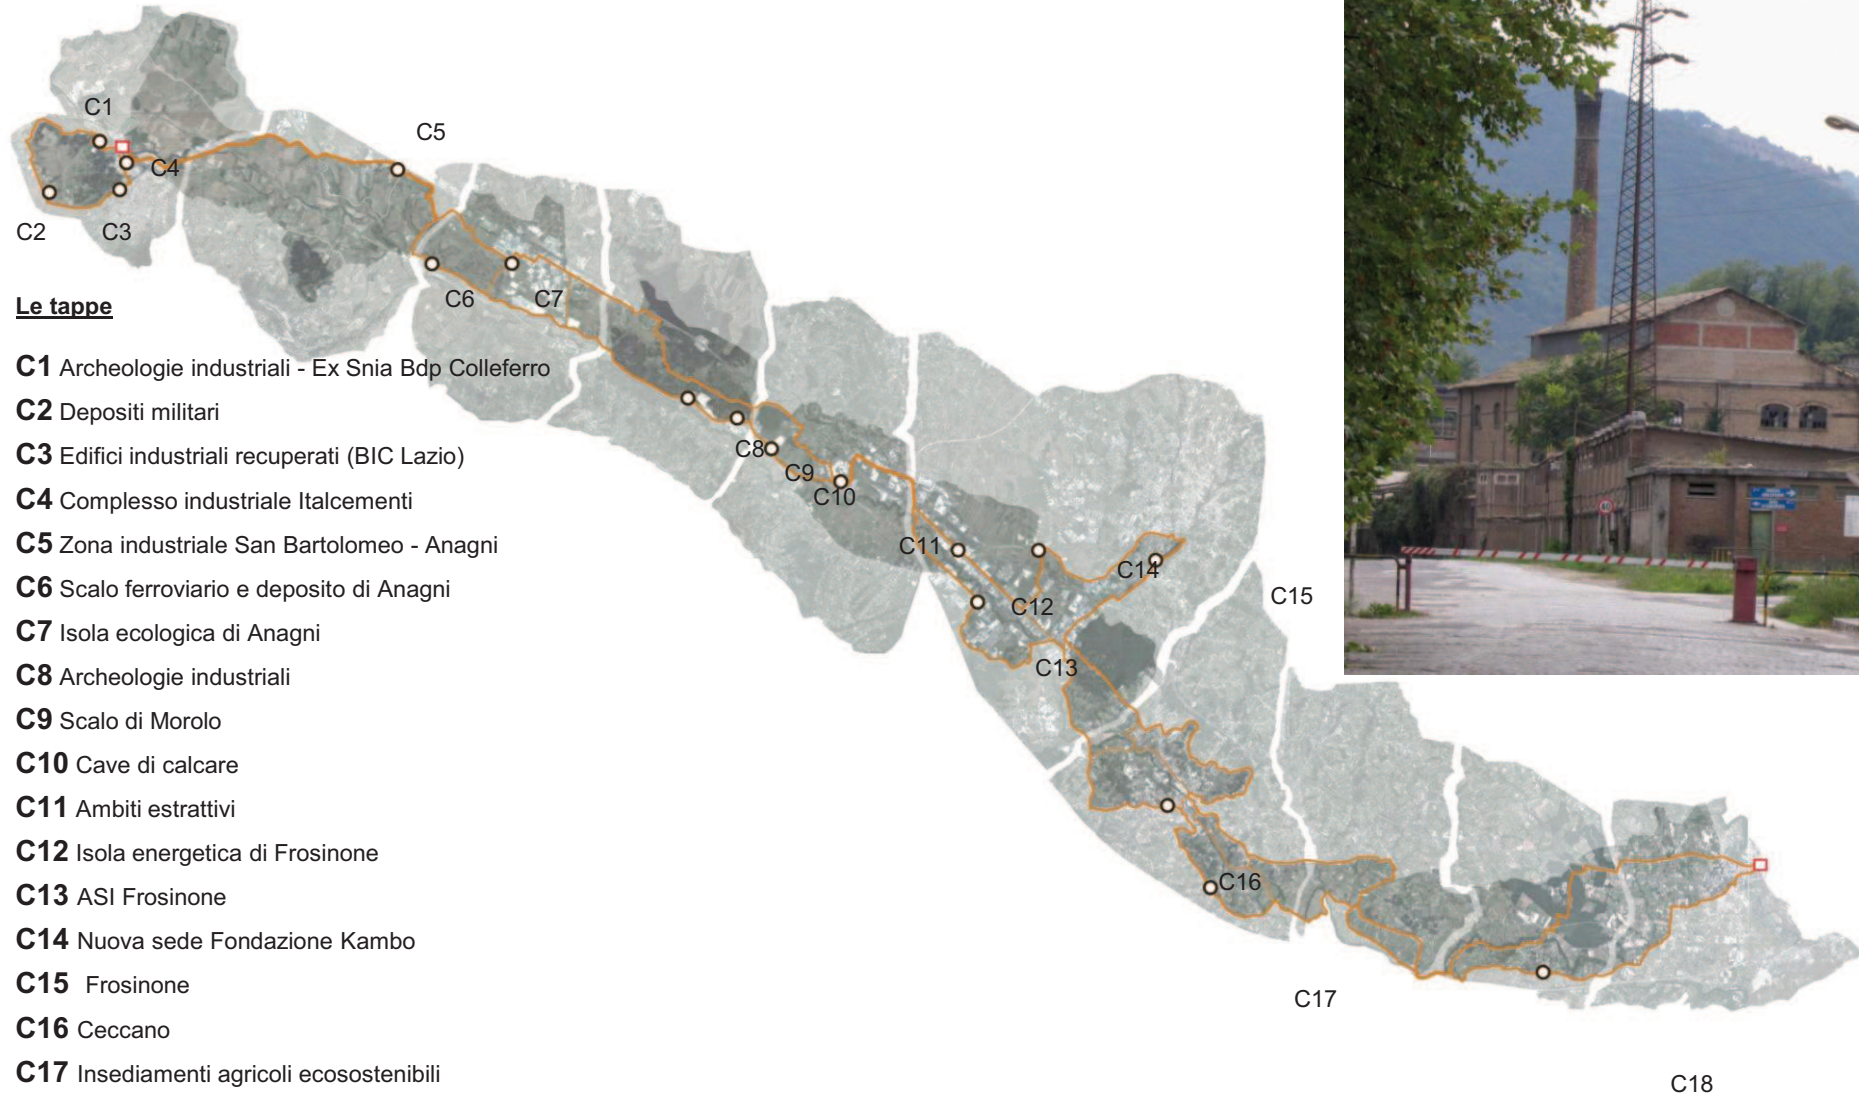 C1
C5
C4
C2
C3
C6
C7
C8
C9
C10
C11
C12
C14
C15
C13
C16
C17
C18
Le tappe
C1 Archeologie industriali - Ex Snia Bdp Colleferro
C2 Depositi militari
C3 Edifici industriali recuperati (BIC Lazio)
C4 Complesso industriale Italcementi
C5 Zona industriale San Bartolomeo - Anagni
C6 Scalo ferroviario e deposito di Anagni
C7 Isola ecologica di Anagni
C8 Archeologie industriali
C9 Scalo di Morolo
C10 Cave di calcare
C11 Ambiti estrattivi
C12 Isola energetica di Frosinone
C13 ASI Frosinone
C14 Nuova sede Fondazione Kambo
C15 Frosinone
C16 Ceccano
C17 Insediamenti agricoli ecosostenibili